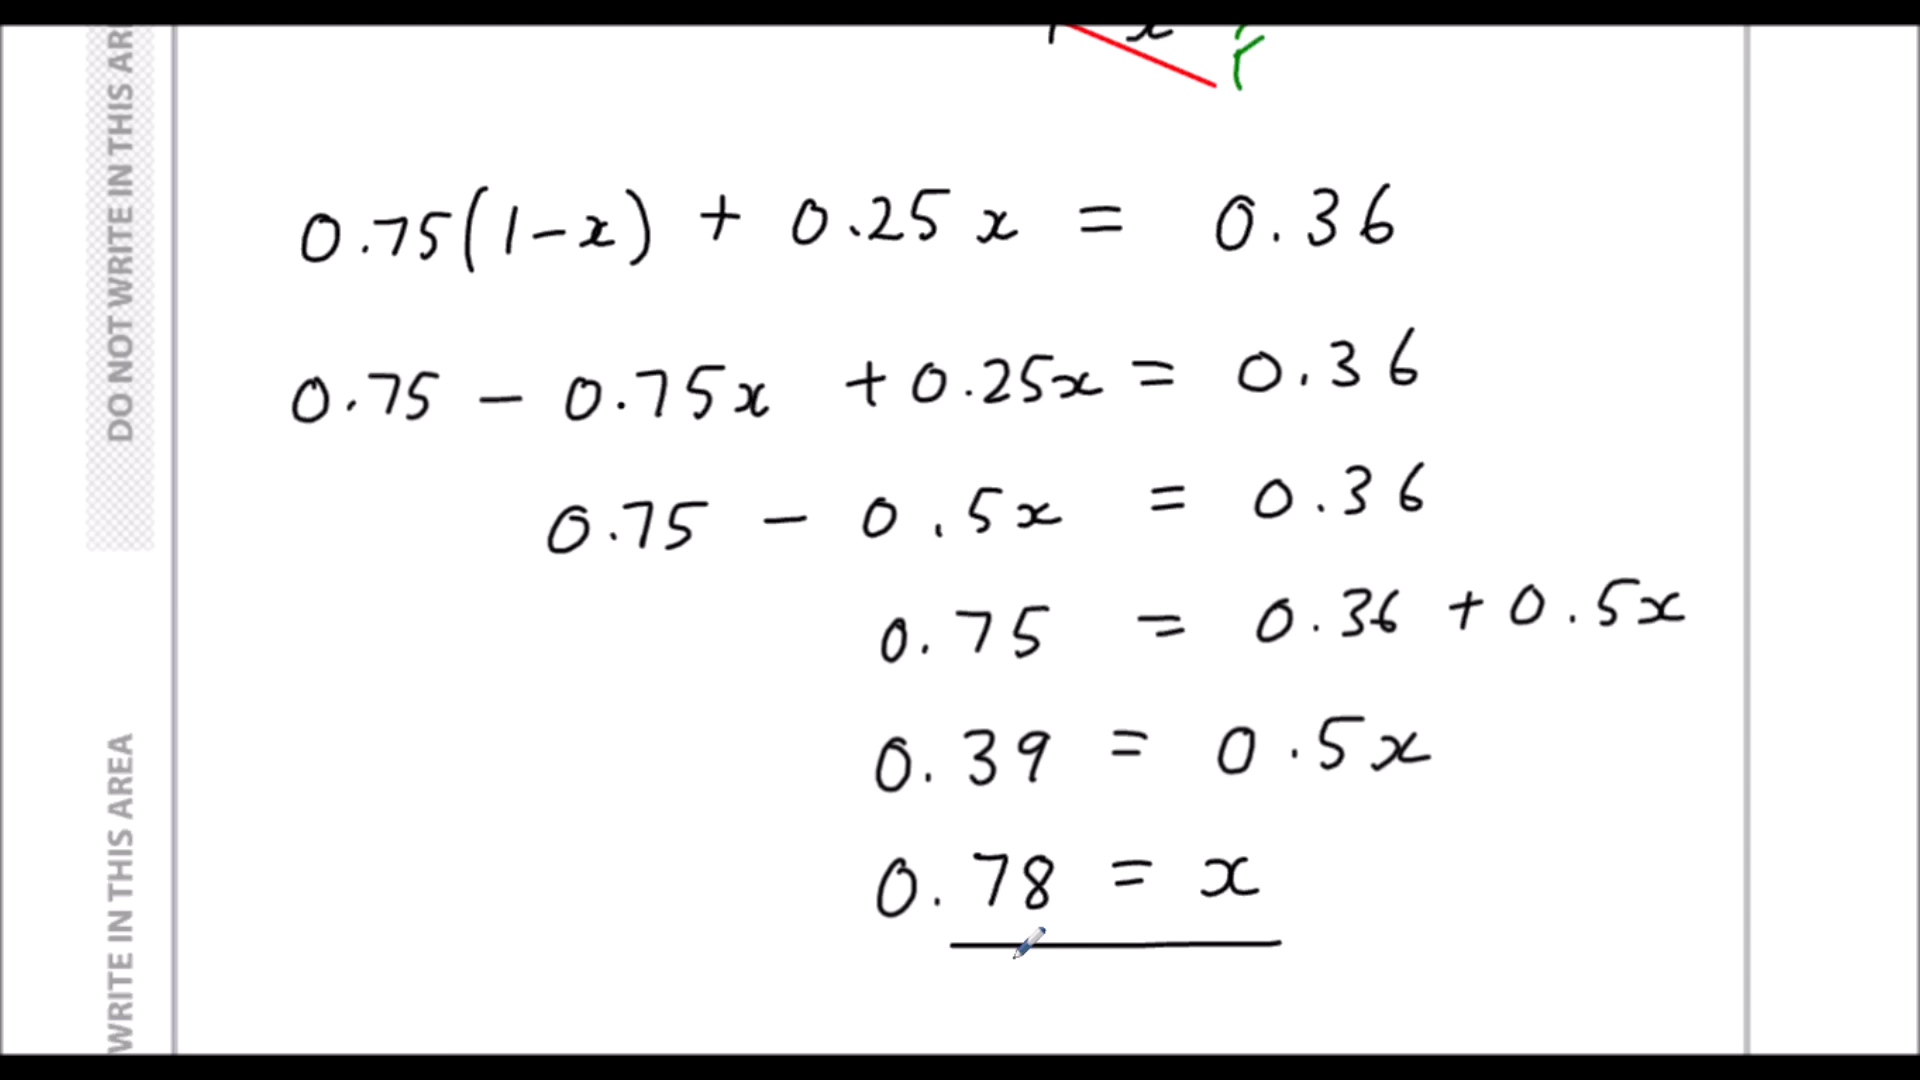 DO NOT WRITE IN THIS AR
WRITE IN THIS AREA
x
0.75(1-x) + 0.25x = 0.36
0.75 - 0.75x + 0.25x = 0.36
0.75 - 0.5x = 0.36
0.75 = 0.36 + 0.5x
0.39 = 0.5x
0.78 = x